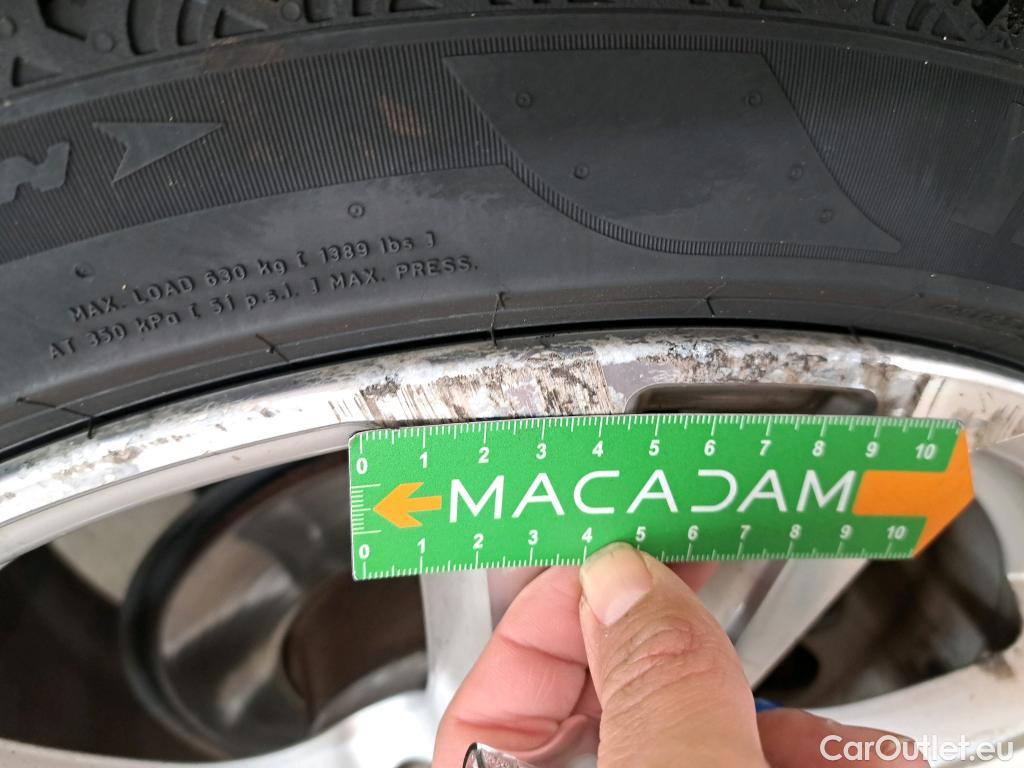 MAX. LOAD 630 kg [ 1389 lbs ]
AT 350 kPa [ 51 p.s.i. ] MAX. PRESS.
0 1 2 3 4 5 6 7 8 9 10
MACADAM
0 1 2 3 4 5 6 7 8 9 10
CarOutlet.eu